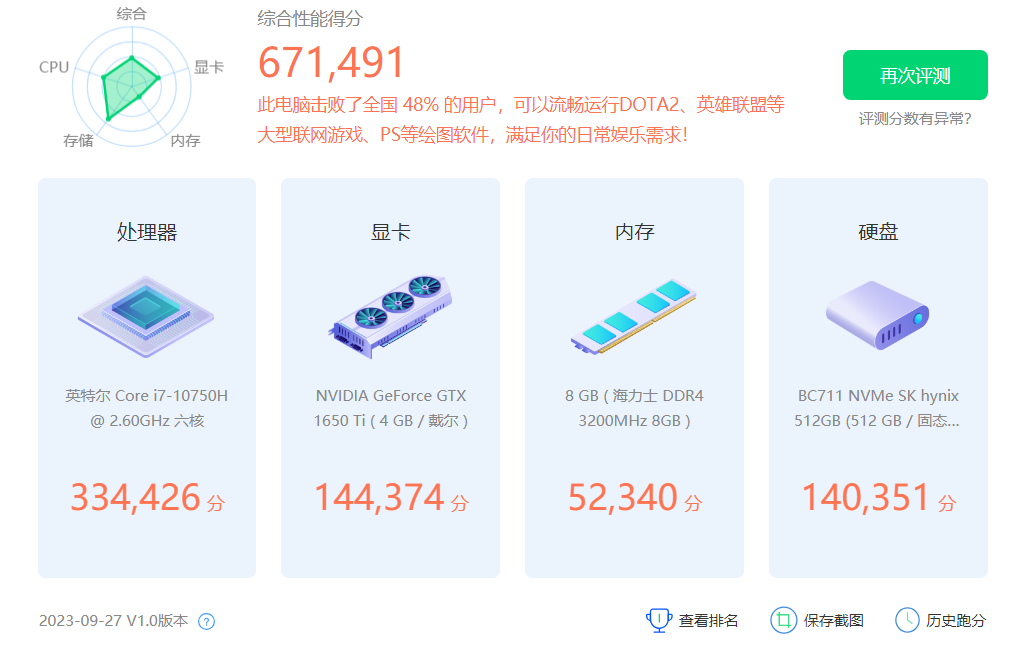 综合
CPU
显卡
存储
内存
综合性能得分
671,491
此电脑击败了全国 48% 的用户，可以流畅运行DOTA2、英雄联盟等
大型联网游戏、PS等绘图软件，满足你的日常娱乐需求！
再次评测
评测分数有异常?
处理器
英特尔 Core i7-10750H
@ 2.60GHz 六核
334,426 分
显卡
NVIDIA GeForce GTX
1650 Ti ( 4 GB / 戴尔 )
144,374 分
内存
8 GB ( 海力士 DDR4
3200MHz 8GB )
52,340 分
硬盘
BC711 NVMe SK hynix
512GB (512 GB / 固态...
140,351 分
2023-09-27 V1.0版本 ?
查看排名
保存截图
历史跑分